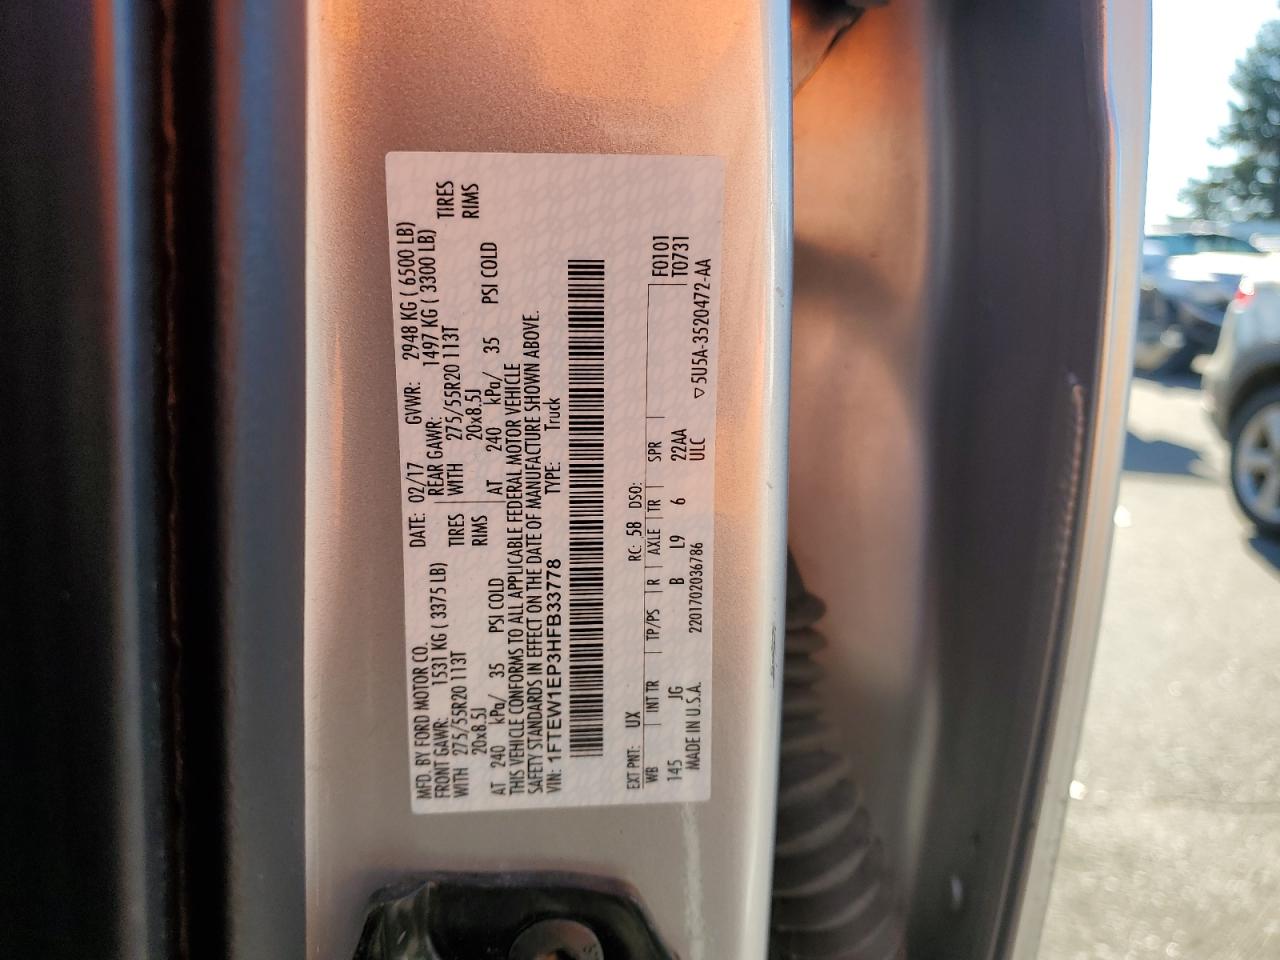 MFD. BY FORD MOTOR CO. DATE: 02/17 GVWR: 2948 KG ( 6500 LB)
FRONT GAWR: 1531 KG ( 3375 LB) REAR GAWR: 1497 KG ( 3300 LB)
WITH 275/55R20 113T TIRES WITH 275/55R20 113T TIRES
20x8.5J RIMS 20x8.5J RIMS
AT 240 kPa/ 35 PSI COLD AT 240 kPa/ 35 PSI COLD
THIS VEHICLE CONFORMS TO ALL APPLICABLE FEDERAL MOTOR VEHICLE
SAFETY STANDARDS IN EFFECT ON THE DATE OF MANUFACTURE SHOWN ABOVE.
VIN: 1FTEW1EP3HFB33778 TYPE: Truck
EXT PNT: UX RC: 58 DSO: F0101
WB INT TR TP/PS R AXLE TR SPR T0731
145 JG B L9 6 22AA
MADE IN U.S.A. 2201702036786 ULC ▽5U5A-3520472-AA